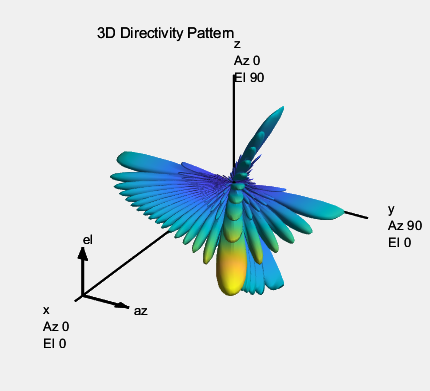 3D Directivity Pattern
z
Az 0
El 90
y
Az 90
El 0
el
az
x
Az 0
El 0